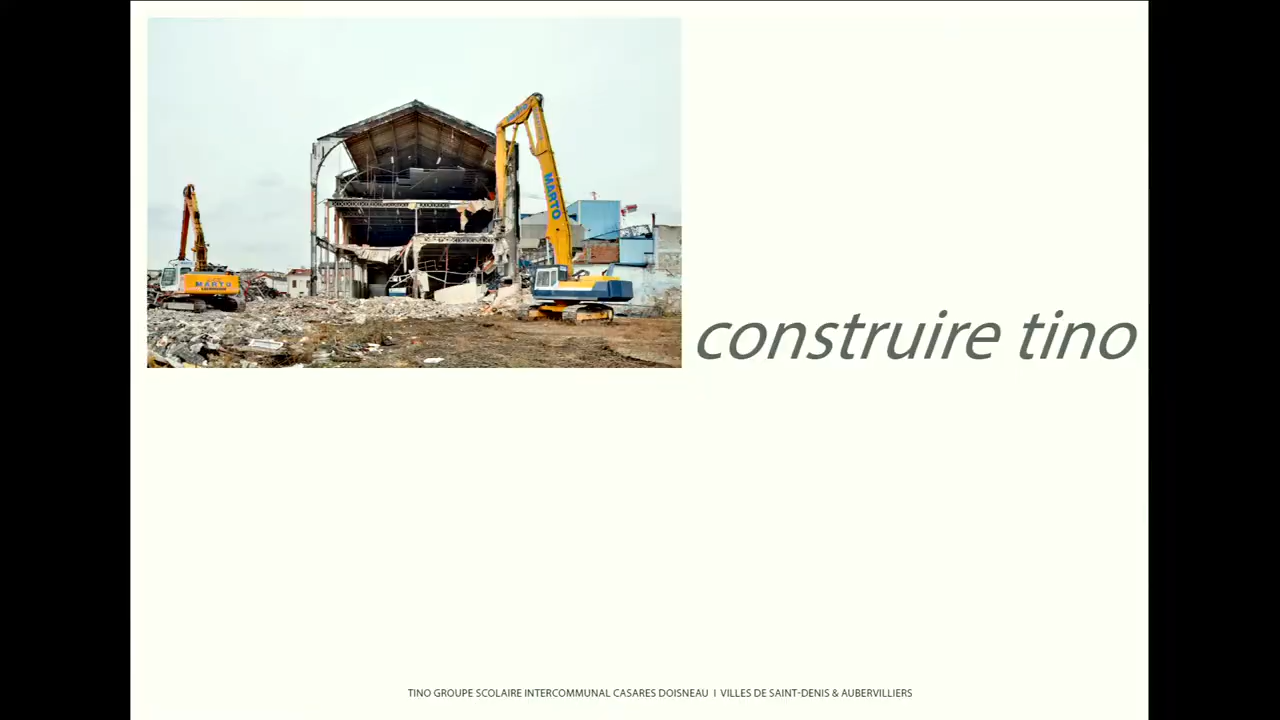 MARTO
MARTO
construire tino
TINO GROUPE SCOLAIRE INTERCOMMUNAL CASARES DOISNEAU I VILLES DE SAINT-DENIS & AUBERVILLIERS